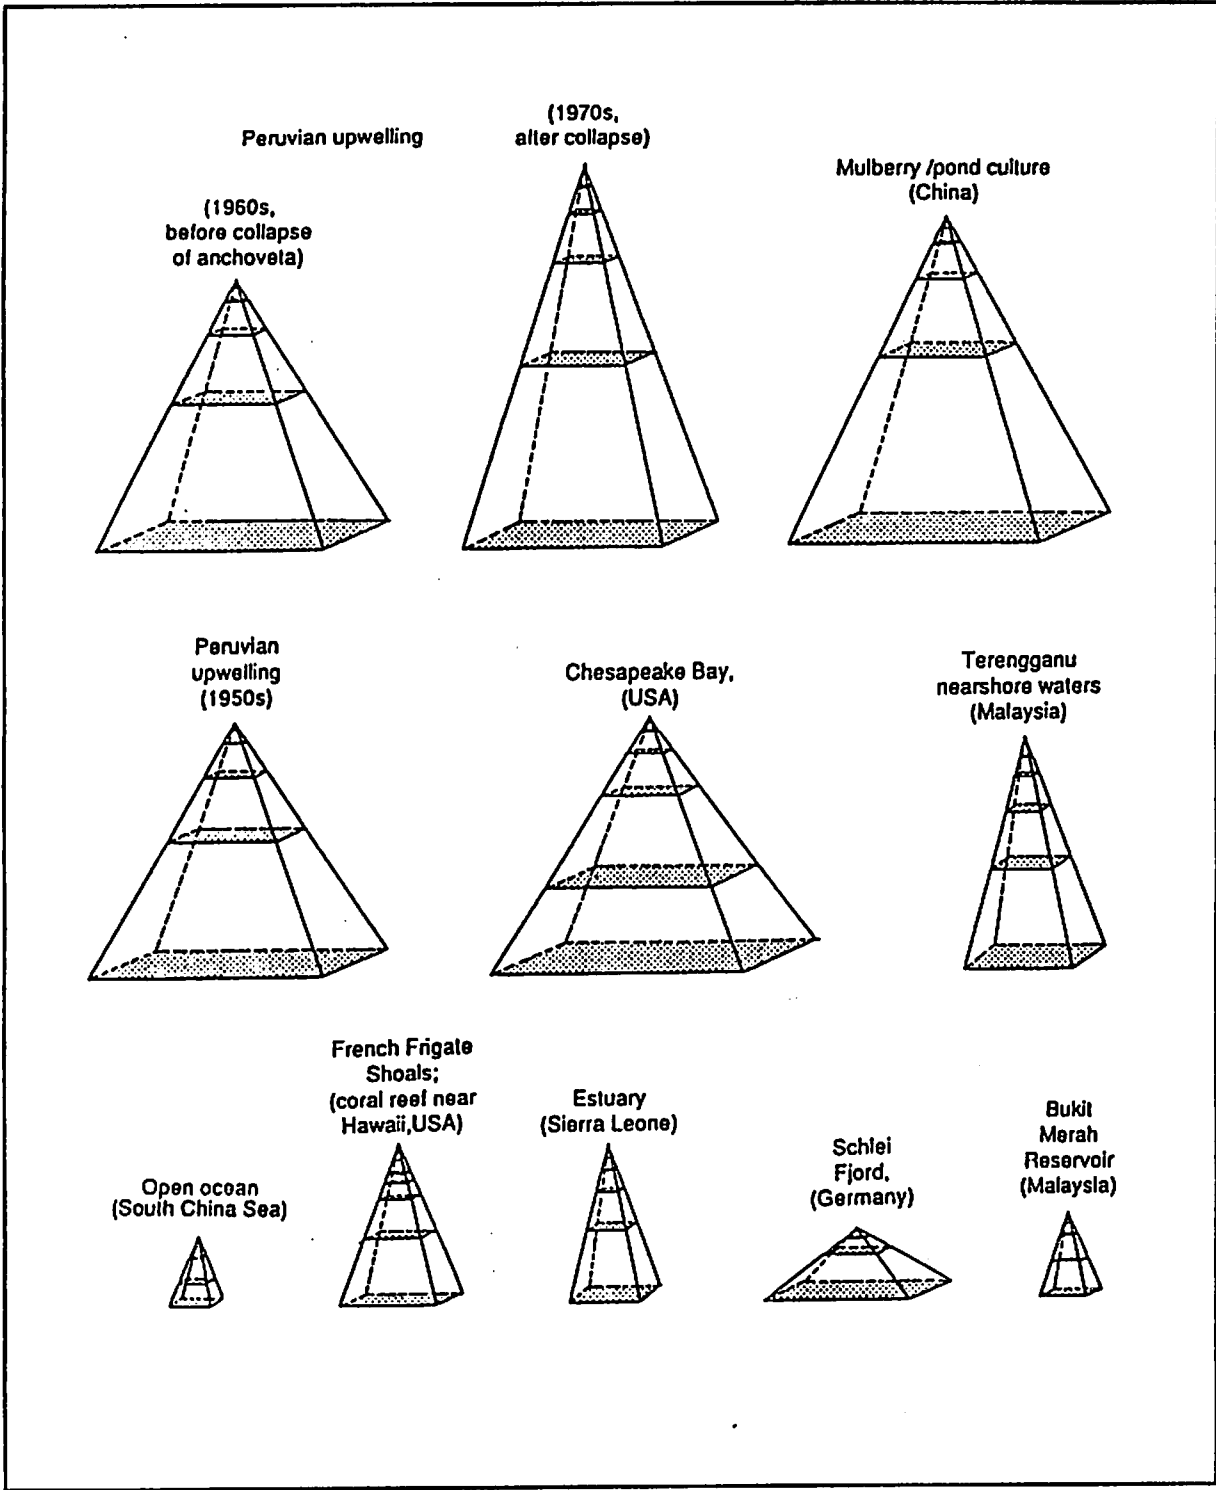 Peruvian upwelling
(1970s,
after collapse)
(1960s,
before collapse
of anchoveta)
Mulberry /pond culture
(China)
Peruvian
upwelling
(1950s)
Chesapeake Bay,
(USA)
Terengganu
nearshore waters
(Malaysia)
Open ocean
(South China Sea)
French Frigate
Shoals;
(coral reef near
Hawaii,USA)
Estuary
(Sierra Leone)
Schlei
Fjord,
(Germany)
Bukit
Merah
Reservoir
(Malaysia)